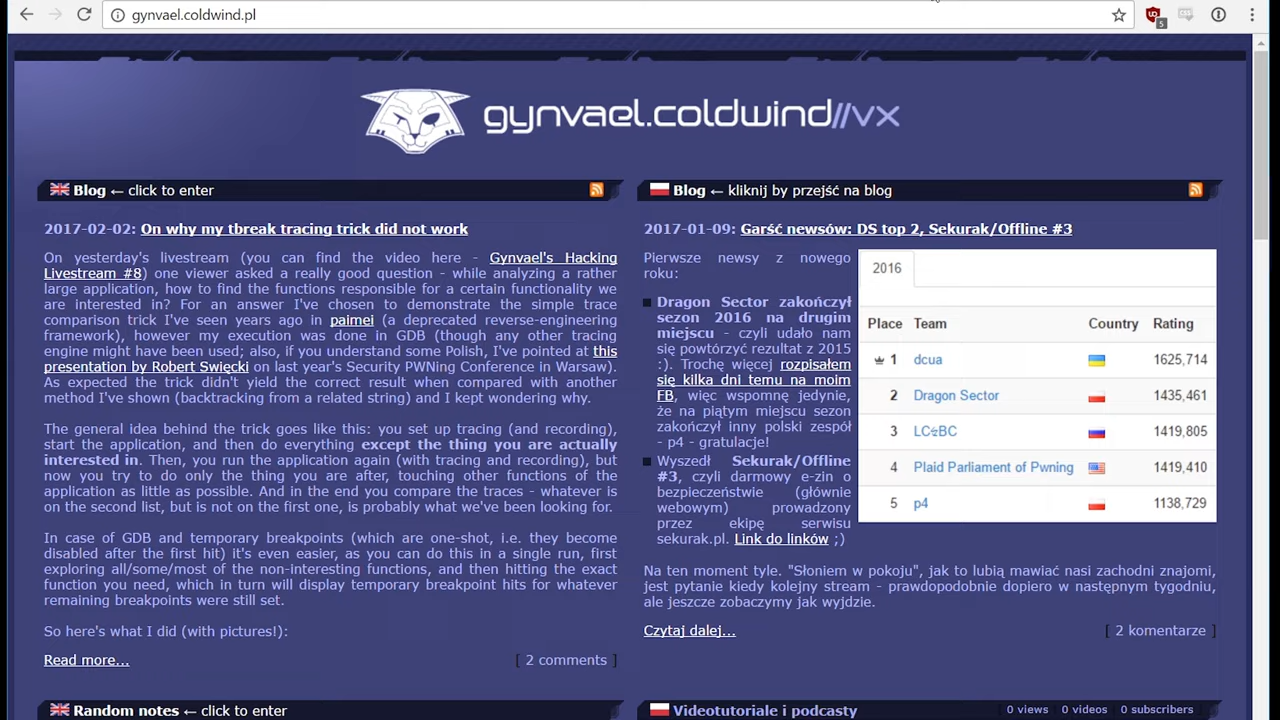 gynvael.coldwind.pl
5
gynvael.coldwind//vx
Blog ← click to enter
2017-02-02: On why my tbreak tracing trick did not work
On yesterday's livestream (you can find the video here - Gynvael's Hacking
Livestream #8) one viewer asked a really good question - while analyzing a rather
large application, how to find the functions responsible for a certain functionality we
are interested in? For an answer I've chosen to demonstrate the simple trace
comparison trick I've seen years ago in paimei (a deprecated reverse-engineering
framework), however my execution was done in GDB (though any other tracing
engine might have been used; also, if you understand some Polish, I've pointed at this
presentation by Robert Swięcki on last year's Security PWNing Conference in Warsaw).
As expected the trick didn't yield the correct result when compared with another
method I've shown (backtracking from a related string) and I kept wondering why.
The general idea behind the trick goes like this: you set up tracing (and recording),
start the application, and then do everything except the thing you are actually
interested in. Then, you run the application again (with tracing and recording), but
now you try to do only the thing you are after, touching other functions of the
application as little as possible. And in the end you compare the traces - whatever is
on the second list, but is not on the first one, is probably what we've been looking for.
In case of GDB and temporary breakpoints (which are one-shot, i.e. they become
disabled after the first hit) it's even easier, as you can do this in a single run, first
exploring all/some/most of the non-interesting functions, and then hitting the exact
function you need, which in turn will display temporary breakpoint hits for whatever
remaining breakpoints were still set.
So here's what I did (with pictures!):
Read more...
[ 2 comments ]
Random notes ← click to enter
Blog ← kliknij by przejść na blog
2017-01-09: Garść newsów: DS top 2, Sekurak/Offline #3
Pierwsze newsy z nowego
roku:
Dragon Sector zakończył
sezon 2016 na drugim
miejscu - czyli udało nam
się powtórzyć rezultat z 2015
:). Trochę więcej rozpisałem
się kilka dni temu na moim
FB, więc wspomnę jedynie,
że na piątym miejscu sezon
zakończył inny polski zespół
- p4 - gratulacje!
Wyszedł Sekurak/Offline
#3, czyli darmowy e-zin o
bezpieczeństwie (głównie
webowym) prowadzony
przez ekipę serwisu
sekurak.pl. Link do linków ;)
2016
Place Team Country Rating
1 dcua 1625,714
2 Dragon Sector 1435,461
3 LC↯BC 1419,805
4 Plaid Parliament of Pwning 1419,410
5 p4 1138,729
Na ten moment tyle. "Słoniem w pokoju", jak to lubią mawiać nasi zachodni znajomi,
jest pytanie kiedy kolejny stream - prawdopodobnie dopiero w następnym tygodniu,
ale jeszcze zobaczymy jak wyjdzie.
Czytaj dalej...
[ 2 komentarze ]
Videotutoriale i podcasty
0 views 0 videos 0 subscribers